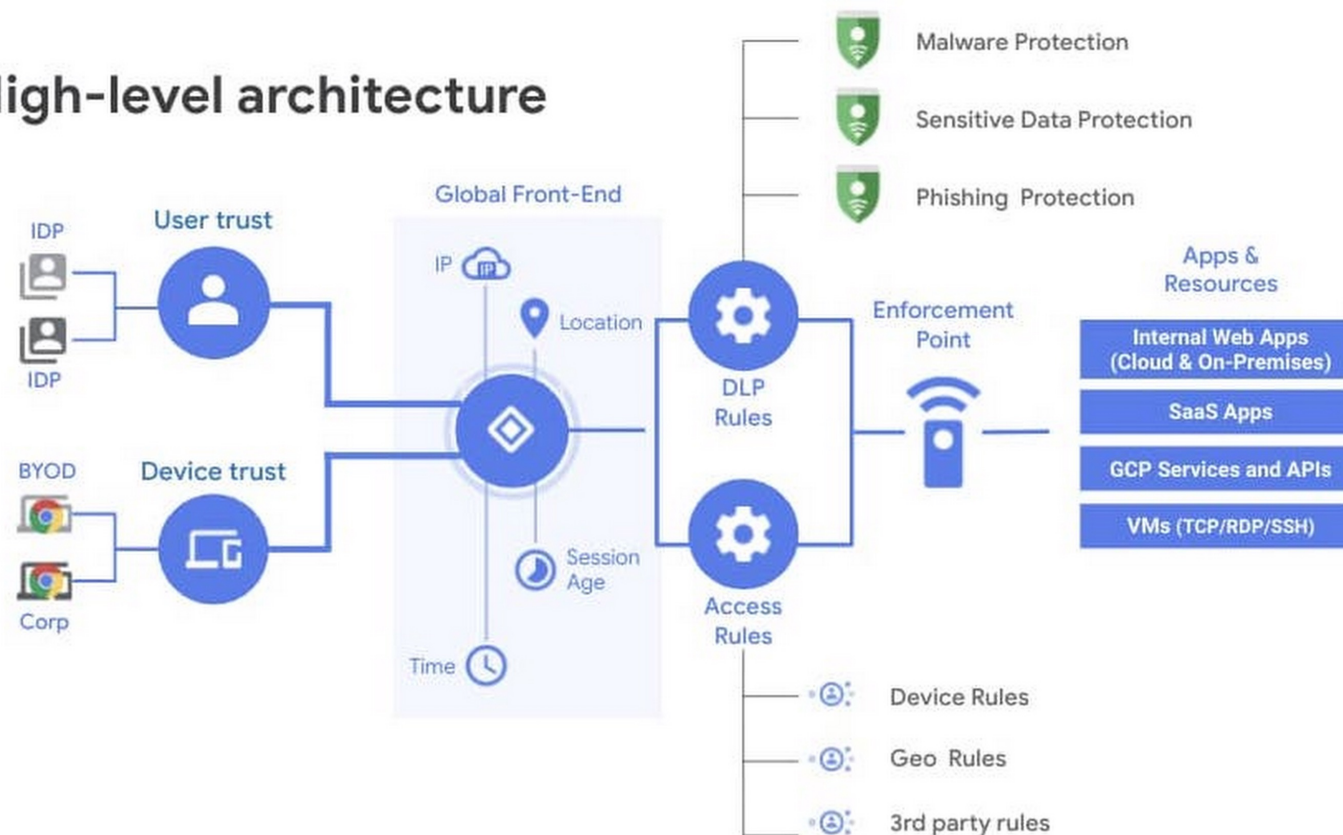 igh-level architecture
Malware Protection
Sensitive Data Protection
Phishing Protection
Global Front-End
IDP
User trust
IDP
IP
IP
Location
BYOD
Device trust
Corp
Session
Age
Time
DLP
Rules
Access
Rules
Enforcement
Point
Apps &
Resources
Internal Web Apps
(Cloud & On-Premises)
SaaS Apps
GCP Services and APIs
VMs (TCP/RDP/SSH)
Device Rules
Geo Rules
3rd party rules